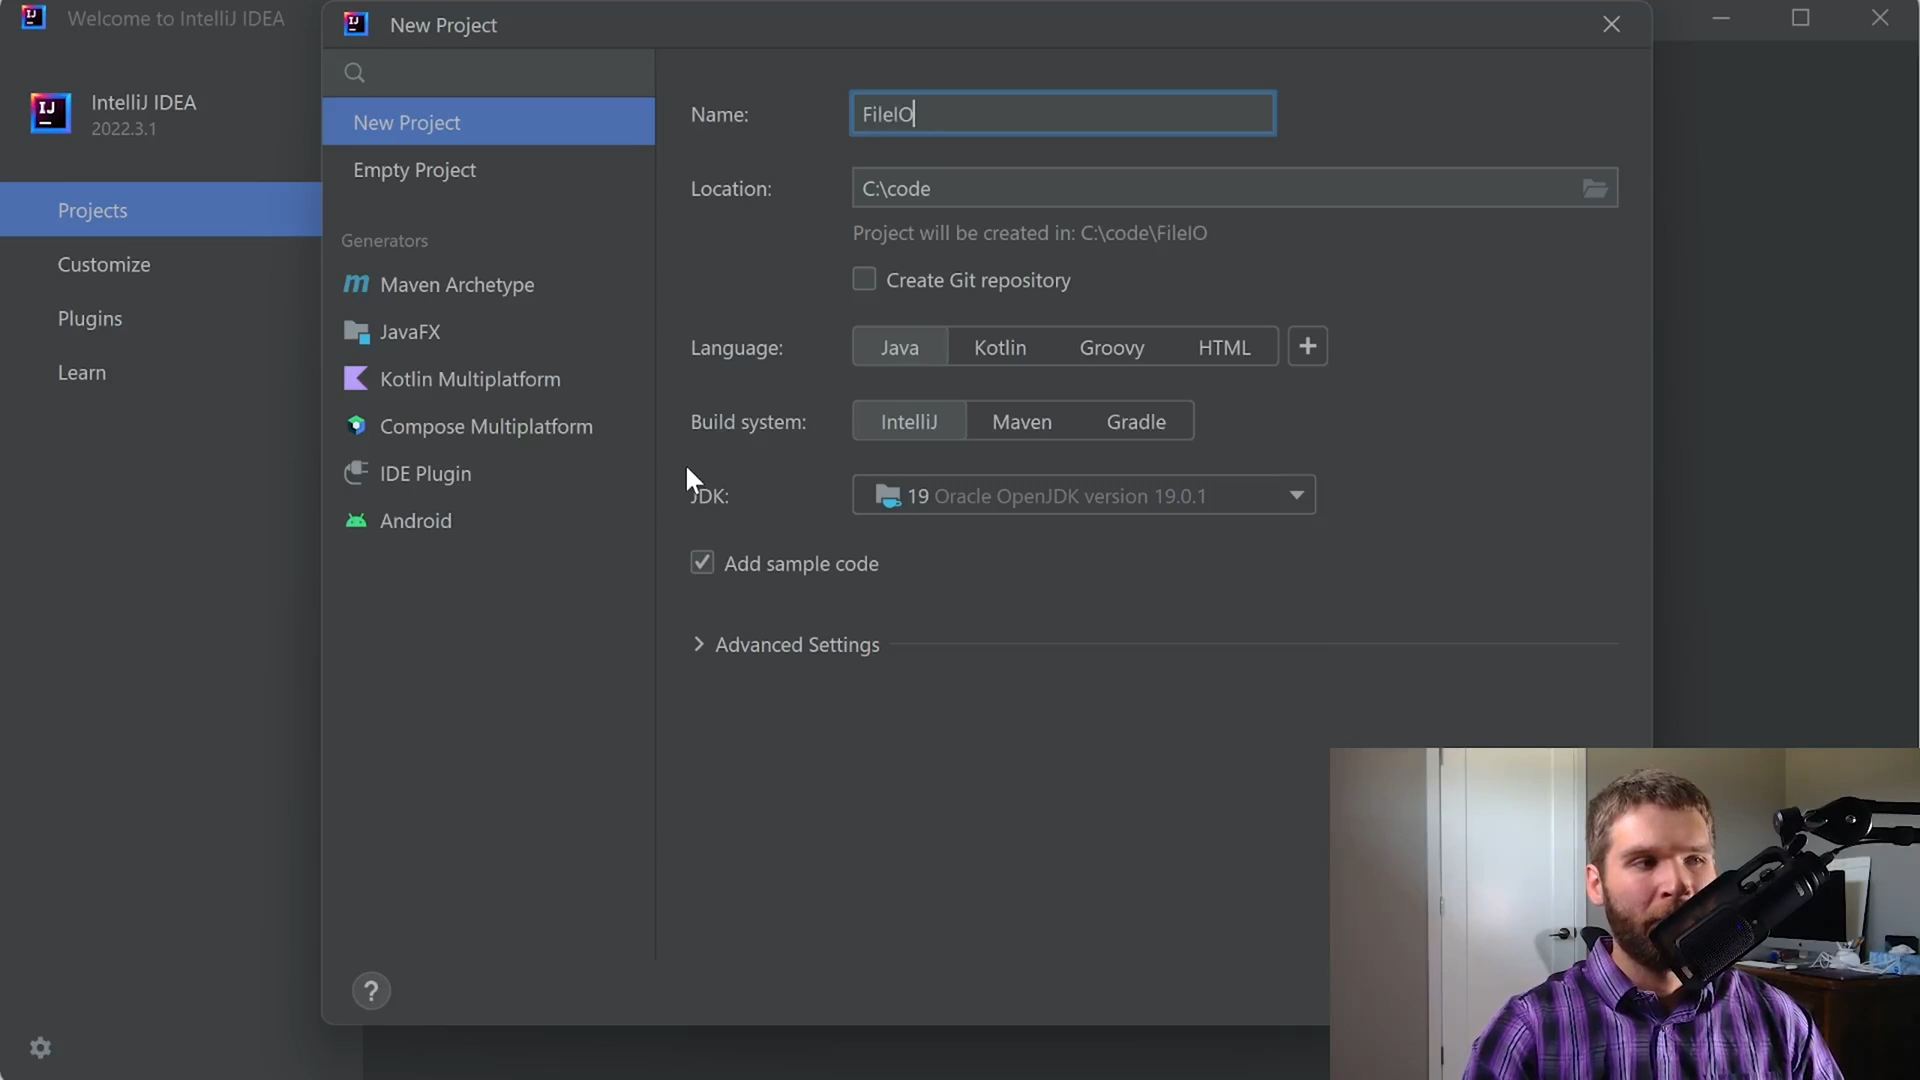 Welcome to IntelliJ IDEA
IntelliJ IDEA
2022.3.1
Projects
Customize
Plugins
Learn
New Project
New Project
Empty Project
Generators
Maven Archetype
JavaFX
Kotlin Multiplatform
Compose Multiplatform
IDE Plugin
Android
Name: FileIO
Location: C:\code
Project will be created in: C:\code\FileIO
Create Git repository
Language: Java Kotlin Groovy HTML +
Build system: IntelliJ Maven Gradle
JDK: 19 Oracle OpenJDK version 19.0.1
Add sample code
Advanced Settings
?